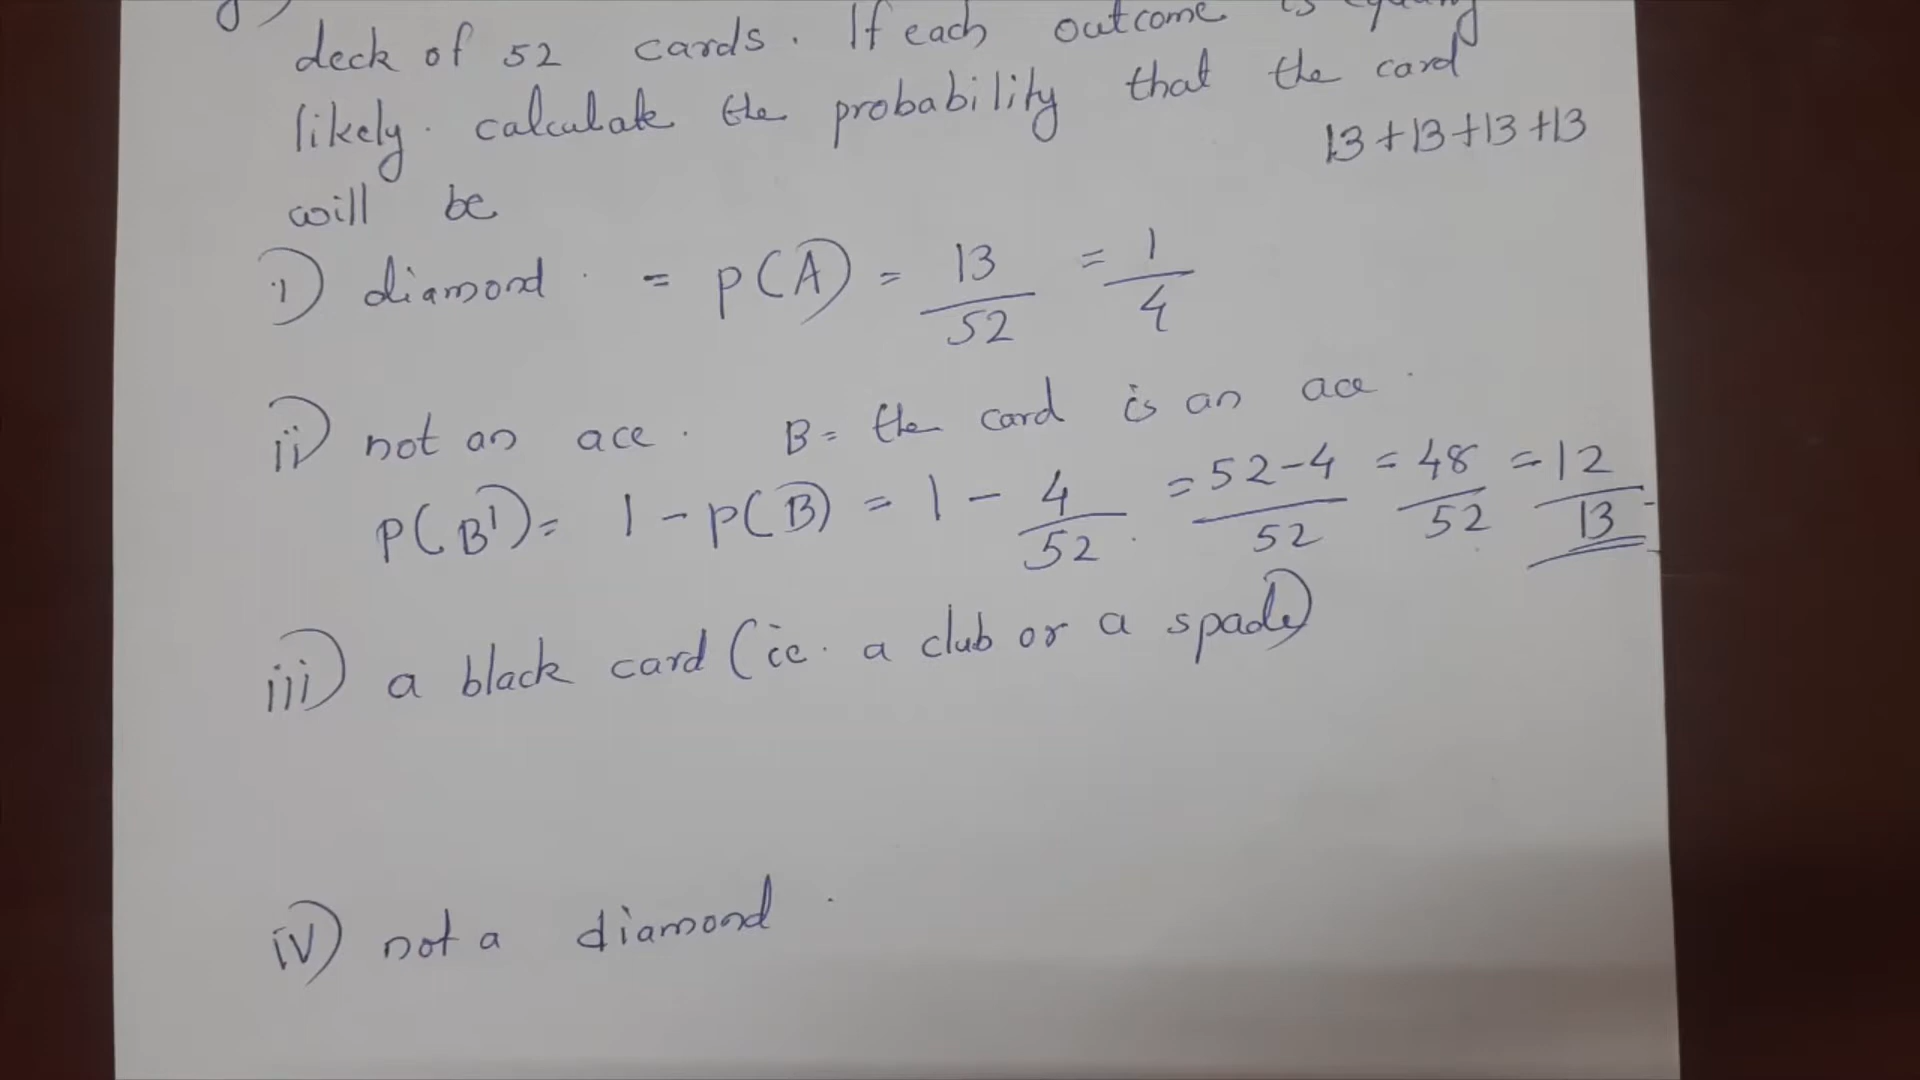 deck of 52 cards. If each outcome is equally
likely. calculate the probability that the card
13+13+13+13
will be
i) diamond. = P(A) = 13/52 = 1/4
ii) not an ace. B= the card is an ace.
P(B') = 1 - P(B) = 1 - 4/52 = 52-4/52 = 48/52 = 12/13
iii) a black card (ie. a club or a spade)
iv) not a diamond.